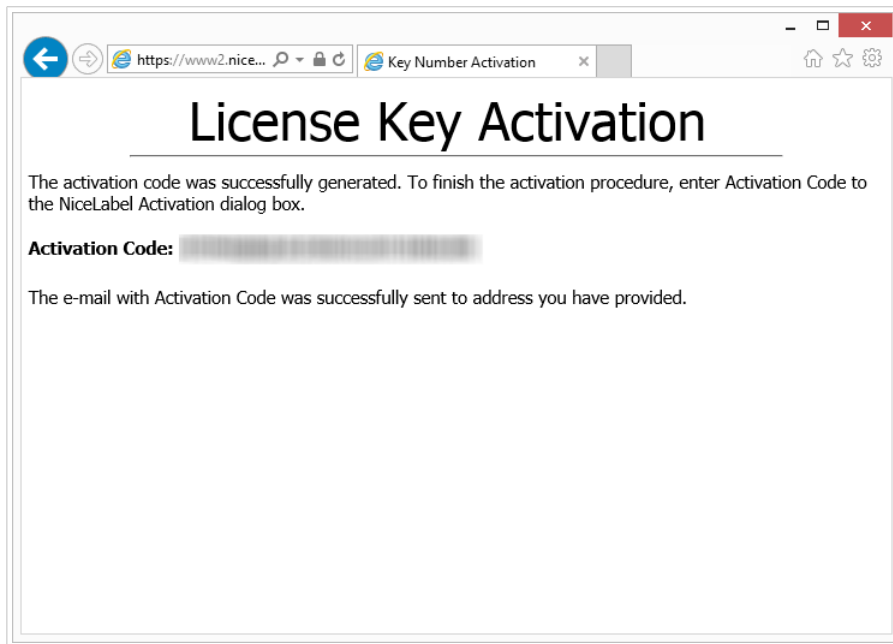 https://www2.nice...
Key Number Activation
License Key Activation
The activation code was successfully generated. To finish the activation procedure, enter Activation Code to
the NiceLabel Activation dialog box.
Activation Code:
The e-mail with Activation Code was successfully sent to address you have provided.